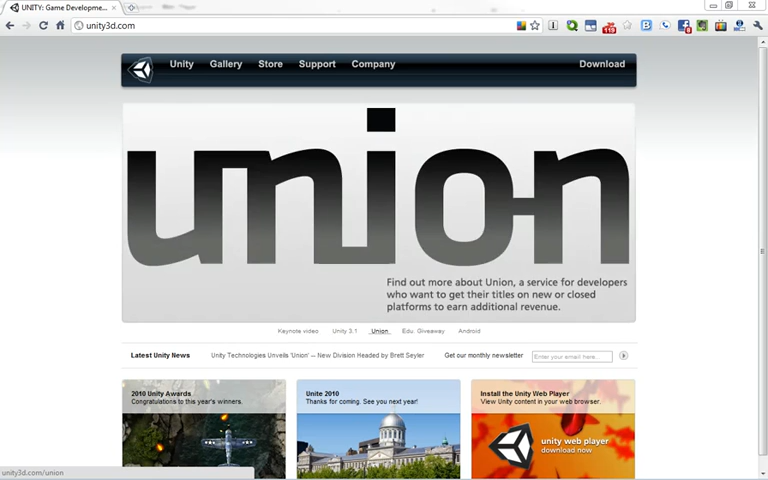 UNITY: Game Developme...
unity3d.com
119
8
Unity Gallery Store Support Company Download
union
Find out more about Union, a service for developers
who want to get their titles on new or closed
platforms to earn additional revenue.
Keynote video Unity 3.1 Union Edu. Giveaway Android
Latest Unity News Unity Technologies Unveils 'Union' -- New Division Headed by Brett Seyler Get our monthly newsletter Enter your email here...
2010 Unity Awards
Congratulations to this year's winners.
Unite 2010
Thanks for coming. See you next year!
Install the Unity Web Player
View Unity content in your web browser.
unity web player
download now
unity3d.com/union